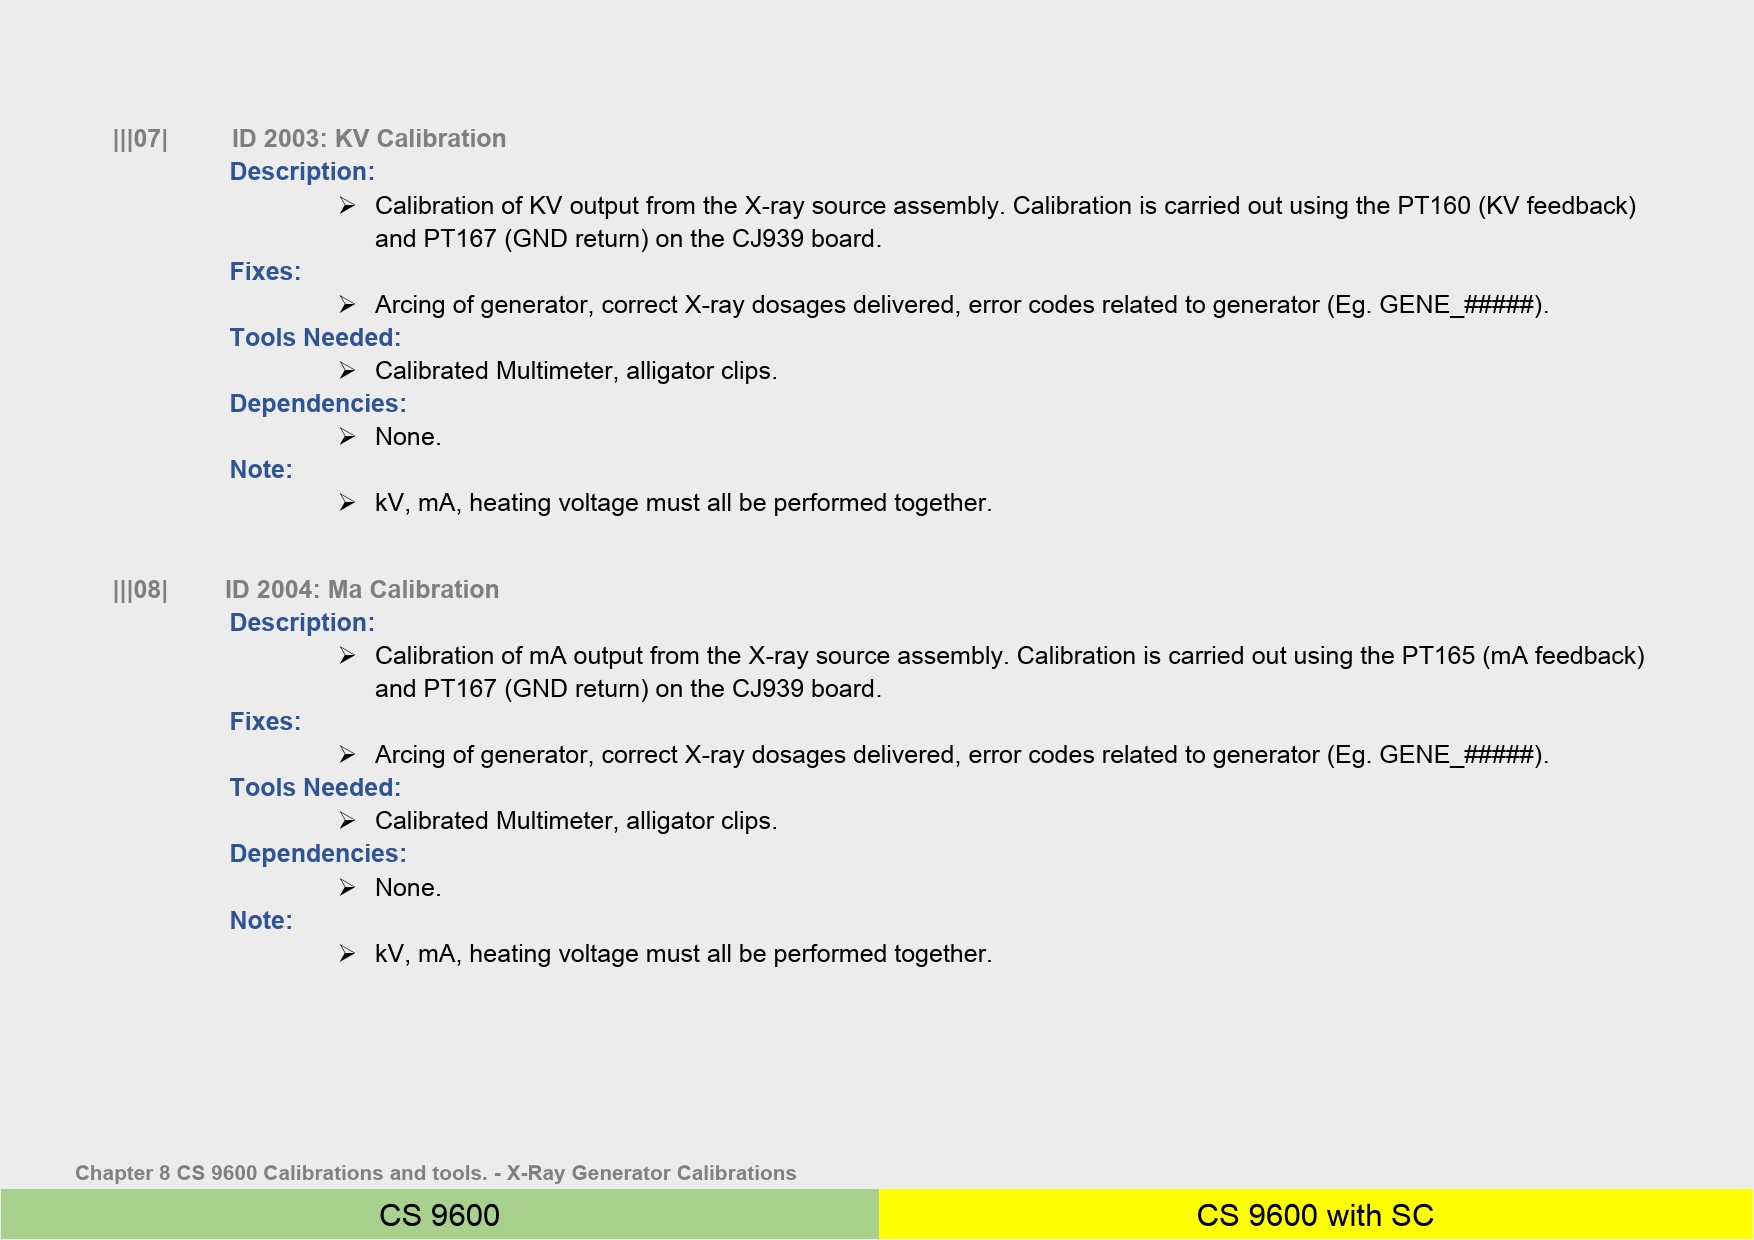 |||07| ID 2003: KV Calibration
Description:
➢ Calibration of KV output from the X-ray source assembly. Calibration is carried out using the PT160 (KV feedback)
and PT167 (GND return) on the CJ939 board.
Fixes:
➢ Arcing of generator, correct X-ray dosages delivered, error codes related to generator (Eg. GENE_#####).
Tools Needed:
➢ Calibrated Multimeter, alligator clips.
Dependencies:
➢ None.
Note:
➢ kV, mA, heating voltage must all be performed together.
|||08| ID 2004: Ma Calibration
Description:
➢ Calibration of mA output from the X-ray source assembly. Calibration is carried out using the PT165 (mA feedback)
and PT167 (GND return) on the CJ939 board.
Fixes:
➢ Arcing of generator, correct X-ray dosages delivered, error codes related to generator (Eg. GENE_#####).
Tools Needed:
➢ Calibrated Multimeter, alligator clips.
Dependencies:
➢ None.
Note:
➢ kV, mA, heating voltage must all be performed together.
Chapter 8 CS 9600 Calibrations and tools. - X-Ray Generator Calibrations
CS 9600 CS 9600 with SC